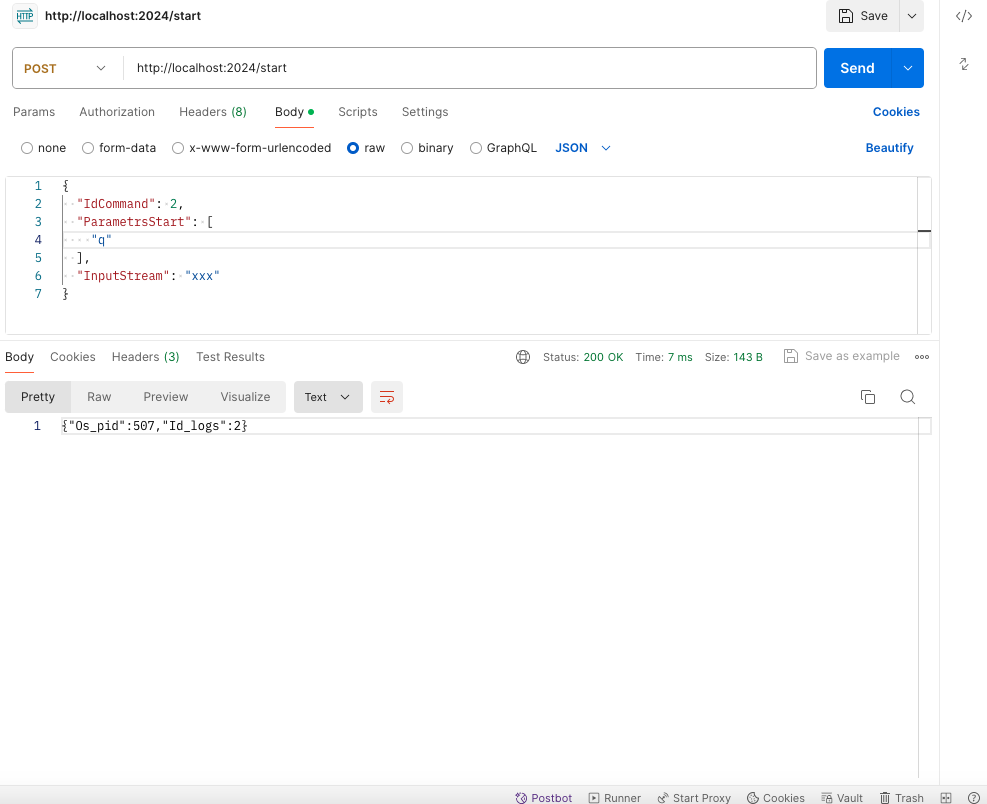 HTTP http://localhost:2024/start Save </>
POST http://localhost:2024/start Send
Params Authorization Headers (8) Body Scripts Settings Cookies
none form-data x-www-form-urlencoded raw binary GraphQL JSON Beautify
1 {
2 "IdCommand": 2,
3 "ParametrsStart": [
4 "q"
5 ],
6 "InputStream": "xxx"
7 }
Body Cookies Headers (3) Test Results Status: 200 OK Time: 7 ms Size: 143 B Save as example
Pretty Raw Preview Visualize Text
1 {"Os_pid":507,"Id_logs":2}
Postbot Runner Start Proxy Cookies Vault Trash